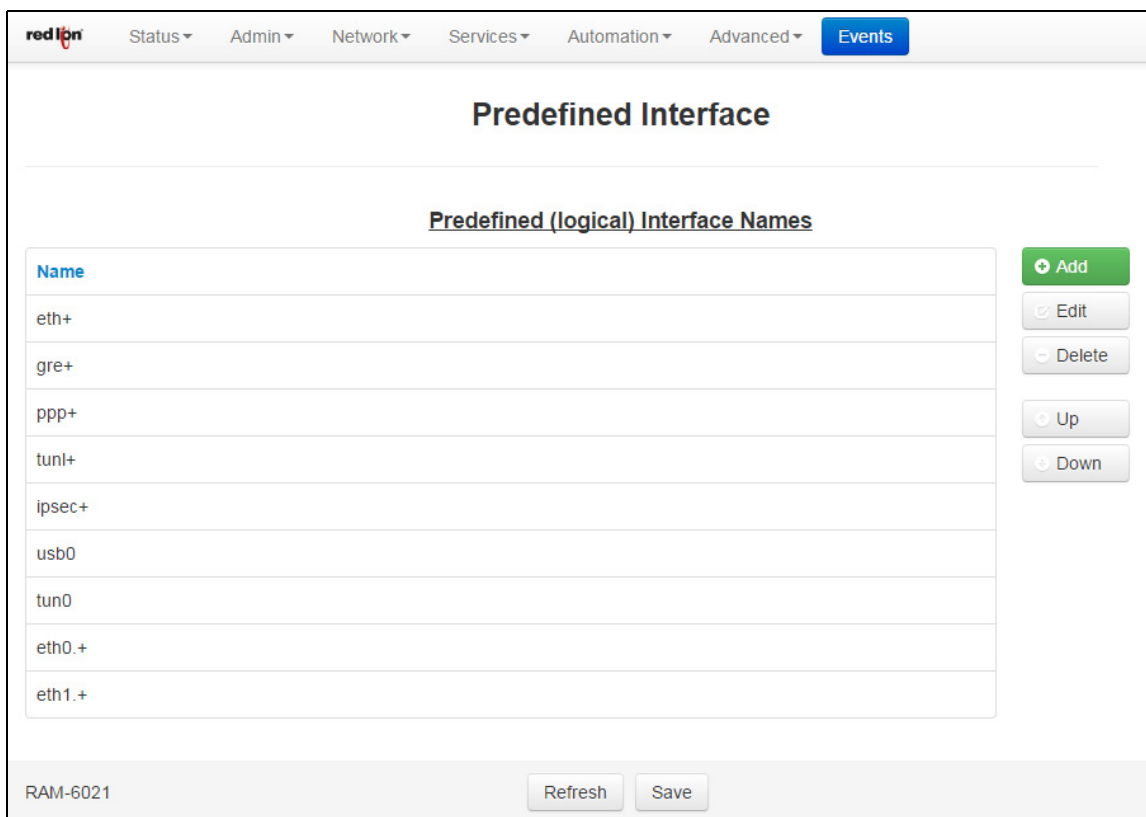 red lion Status Admin Network Services Automation Advanced Events
Predefined Interface
Predefined (logical) Interface Names
Name
Add
eth+
Edit
gre+
Delete
ppp+
Up
tunl+
Down
ipsec+
usb0
tun0
eth0.+
eth1.+
RAM-6021 Refresh Save